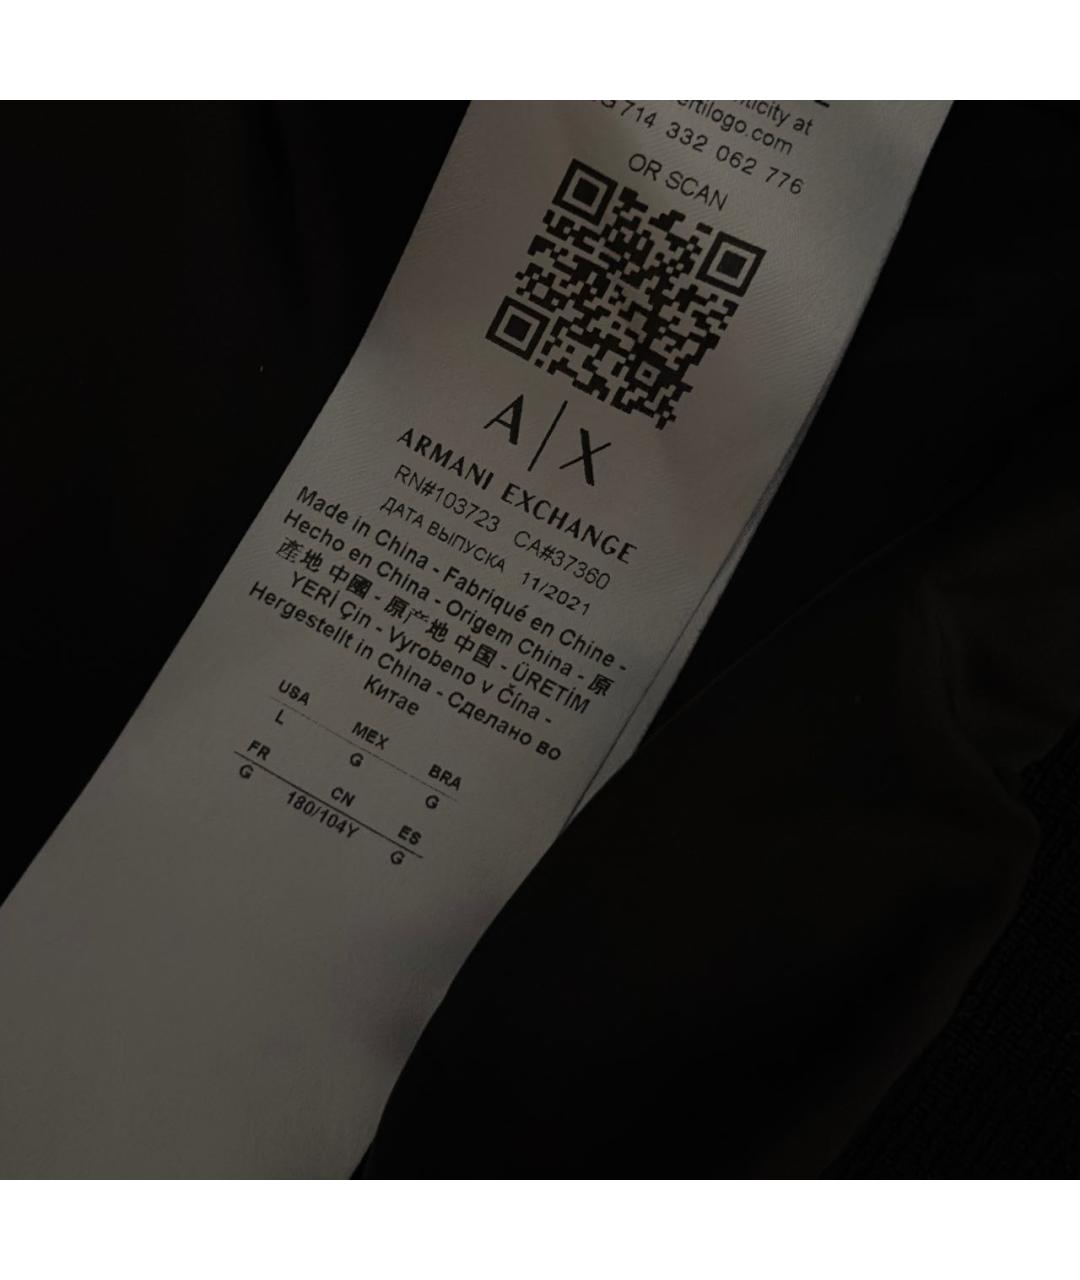 at
.com
714 332 062 776
OR SCAN
A|X
ARMANI EXCHANGE
RN#103723 CA#37360
ДАТА ВЫПУСКА 11/2021
Made in China - Fabriqué en Chine -
Hecho en China - Origem China - 原
產地 中國 - 原产地 中国 - ÜRETİM
YERİ Çin - Vyrobeno v Čína -
Hergestellt in China - Сделано во
Китае
USA MEX BRA
L G G
FR CN ES
G 180/104Y G